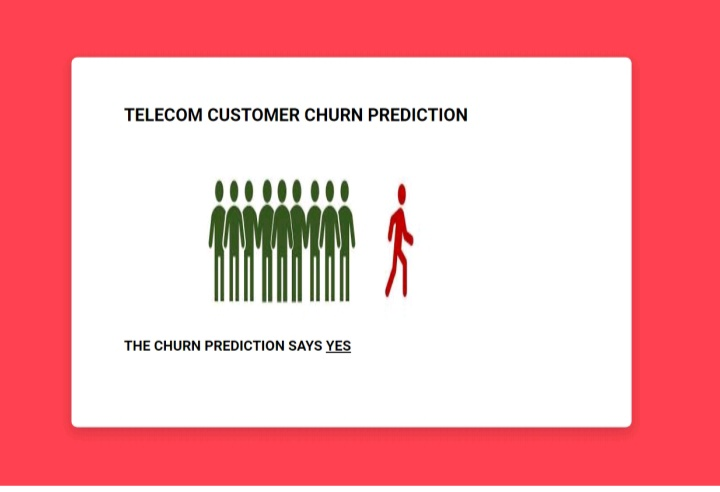 TELECOM CUSTOMER CHURN PREDICTION
THE CHURN PREDICTION SAYS YES